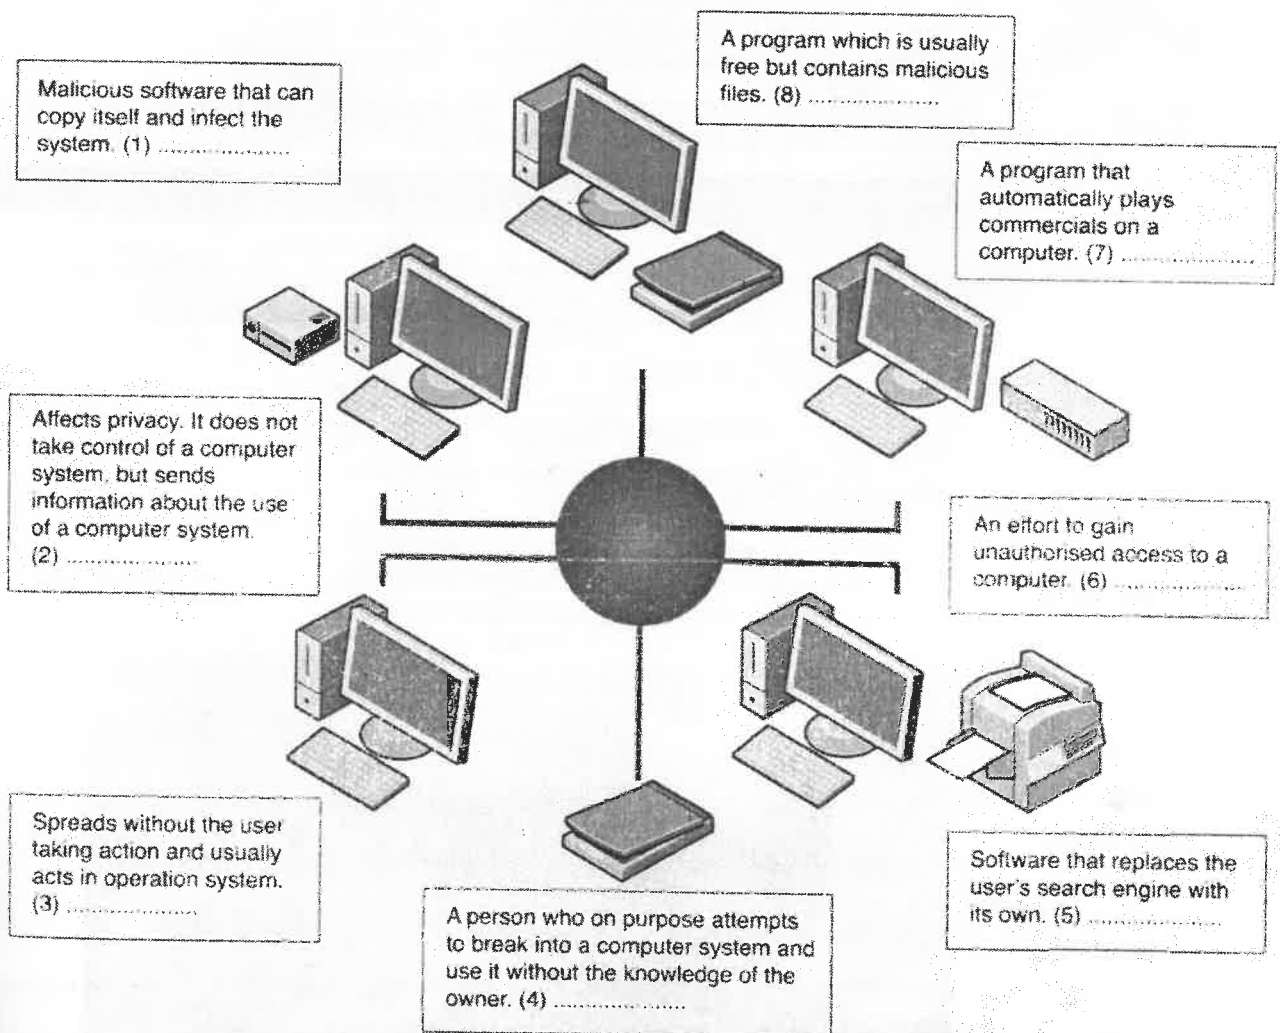 Malicious software that can
copy itself and infect the
system. (1) ......................
A program which is usually
free but contains malicious
files. (8) ......................
A program that
automatically plays
commercials on a
computer. (7) ......................
Affects privacy. It does not
take control of a computer
system, but sends
information about the use
of a computer system.
(2) ......................
An effort to gain
unauthorised access to a
computer. (6) ......................
Spreads without the user
taking action and usually
acts in operation system.
(3) ......................
A person who on purpose attempts
to break into a computer system and
use it without the knowledge of the
owner. (4) ......................
Software that replaces the
user's search engine with
its own. (5) ......................